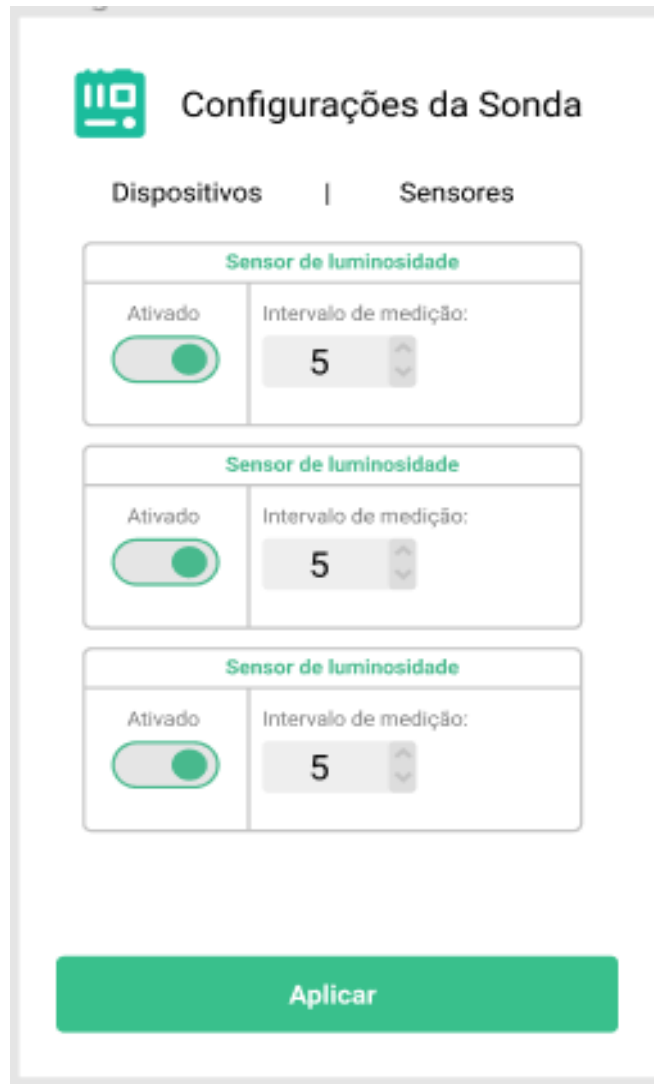 Configurações da Sonda
Dispositivos | Sensores
Sensor de luminosidade
Ativado Intervalo de medição:
5
Sensor de luminosidade
Ativado Intervalo de medição:
5
Sensor de luminosidade
Ativado Intervalo de medição:
5
Aplicar